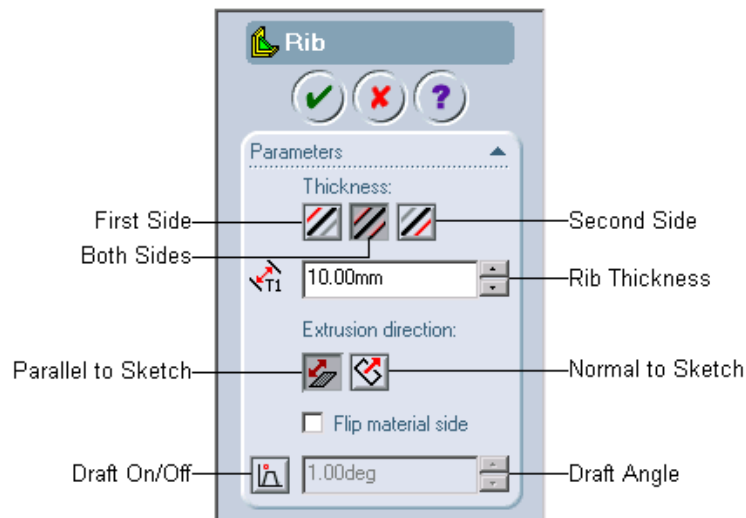 Rib
?
Parameters
Thickness:
First Side
Second Side
Both Sides
T1
10.00mm
Rib Thickness
Extrusion direction:
Parallel to Sketch
Normal to Sketch
Flip material side
Draft On/Off
1.00deg
Draft Angle